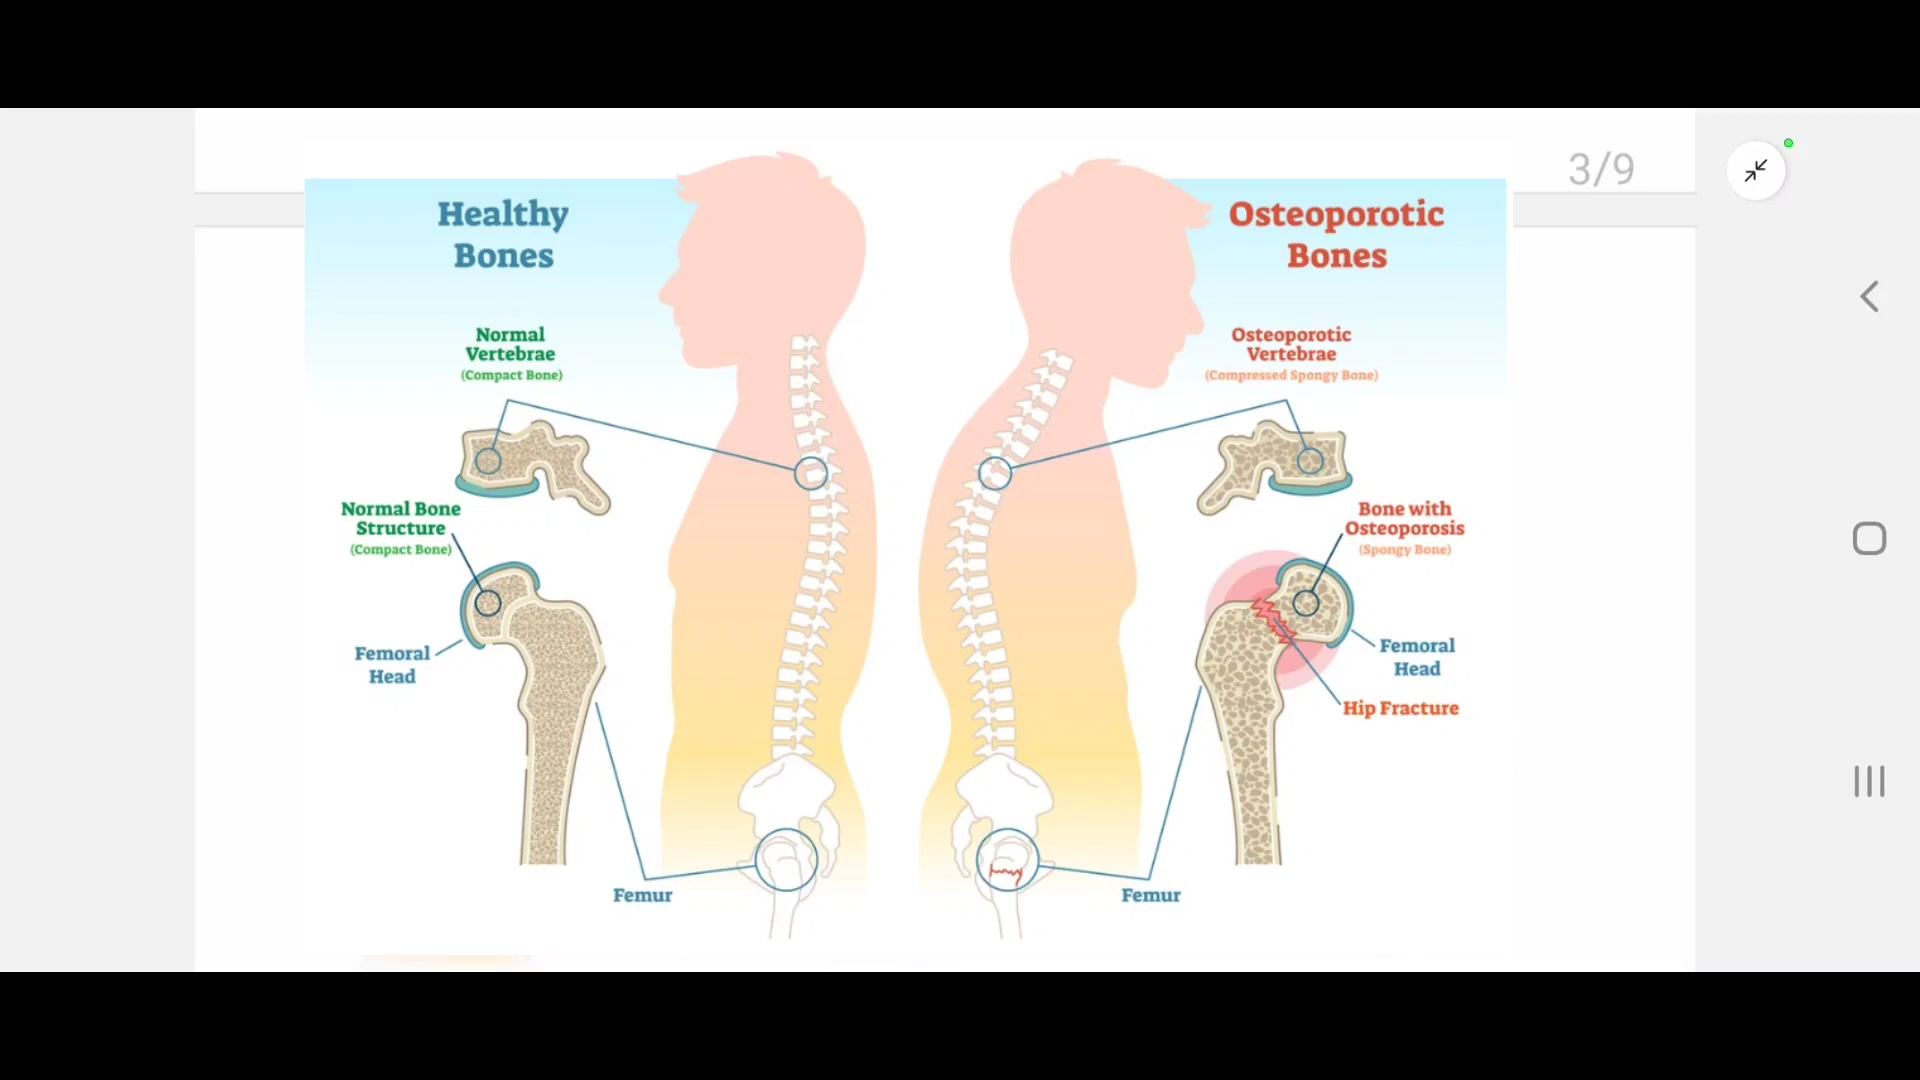 3/9
Healthy
Bones
Normal
Vertebrae
(Compact Bone)
Normal Bone
Structure
(Compact Bone)
Femoral
Head
Femur
Osteoporotic
Bones
Osteoporotic
Vertebrae
(Compressed Spongy Bone)
Bone with
Osteoporosis
(Spongy Bone)
Femoral
Head
Hip Fracture
Femur